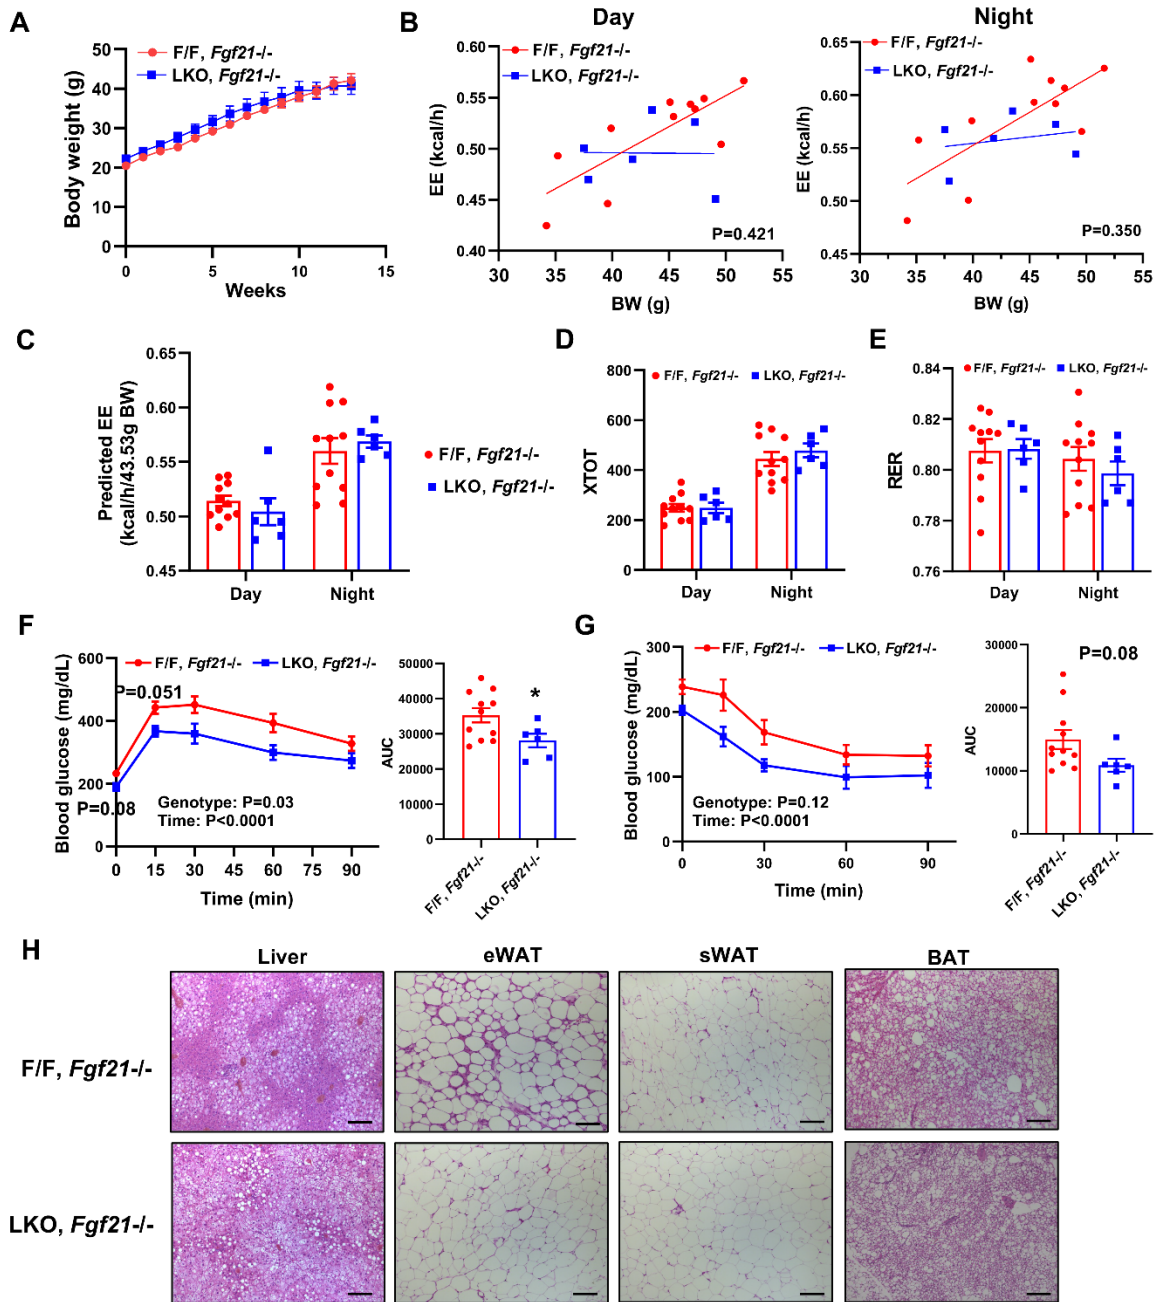 A
Body weight (g)
50
40
30
20
10
0
F/F, Fgf21-/-
LKO, Fgf21-/-
0
5
10
15
Weeks
B
Day
EE (kcal/h)
0.60
0.55
0.50
0.45
0.40
F/F, Fgf21-/-
LKO, Fgf21-/-
P=0.421
30
35
40
45
50
55
BW (g)
Night
EE (kcal/h)
0.65
0.60
0.55
0.50
0.45
F/F, Fgf21-/-
LKO, Fgf21-/-
P=0.350
30
35
40
45
50
55
BW (g)
C
Predicted EE
(kcal/h/43.53g BW)
0.65
0.60
0.55
0.50
0.45
Day
Night
F/F, Fgf21-/-
LKO, Fgf21-/-
D
XTOT
800
600
400
200
0
F/F, Fgf21-/-
LKO, Fgf21-/-
Day
Night
E
RER
0.84
0.82
0.80
0.78
0.76
F/F, Fgf21-/-
LKO, Fgf21-/-
Day
Night
F
Blood glucose (mg/dL)
600
400
200
0
F/F, Fgf21-/-
LKO, Fgf21-/-
P=0.051
P=0.08
Genotype: P=0.03
Time: P<0.0001
0
15
30
45
60
75
90
Time (min)
AUC
50000
40000
30000
20000
10000
0
*
F/F, Fgf21-/-
LKO, Fgf21-/-
G
Blood glucose (mg/dL)
300
200
100
0
F/F, Fgf21-/-
LKO, Fgf21-/-
Genotype: P=0.12
Time: P<0.0001
0
30
60
90
Time (min)
AUC
30000
20000
10000
0
P=0.08
F/F, Fgf21-/-
LKO, Fgf21-/-
H
Liver
eWAT
sWAT
BAT
F/F, Fgf21-/-
LKO, Fgf21-/-